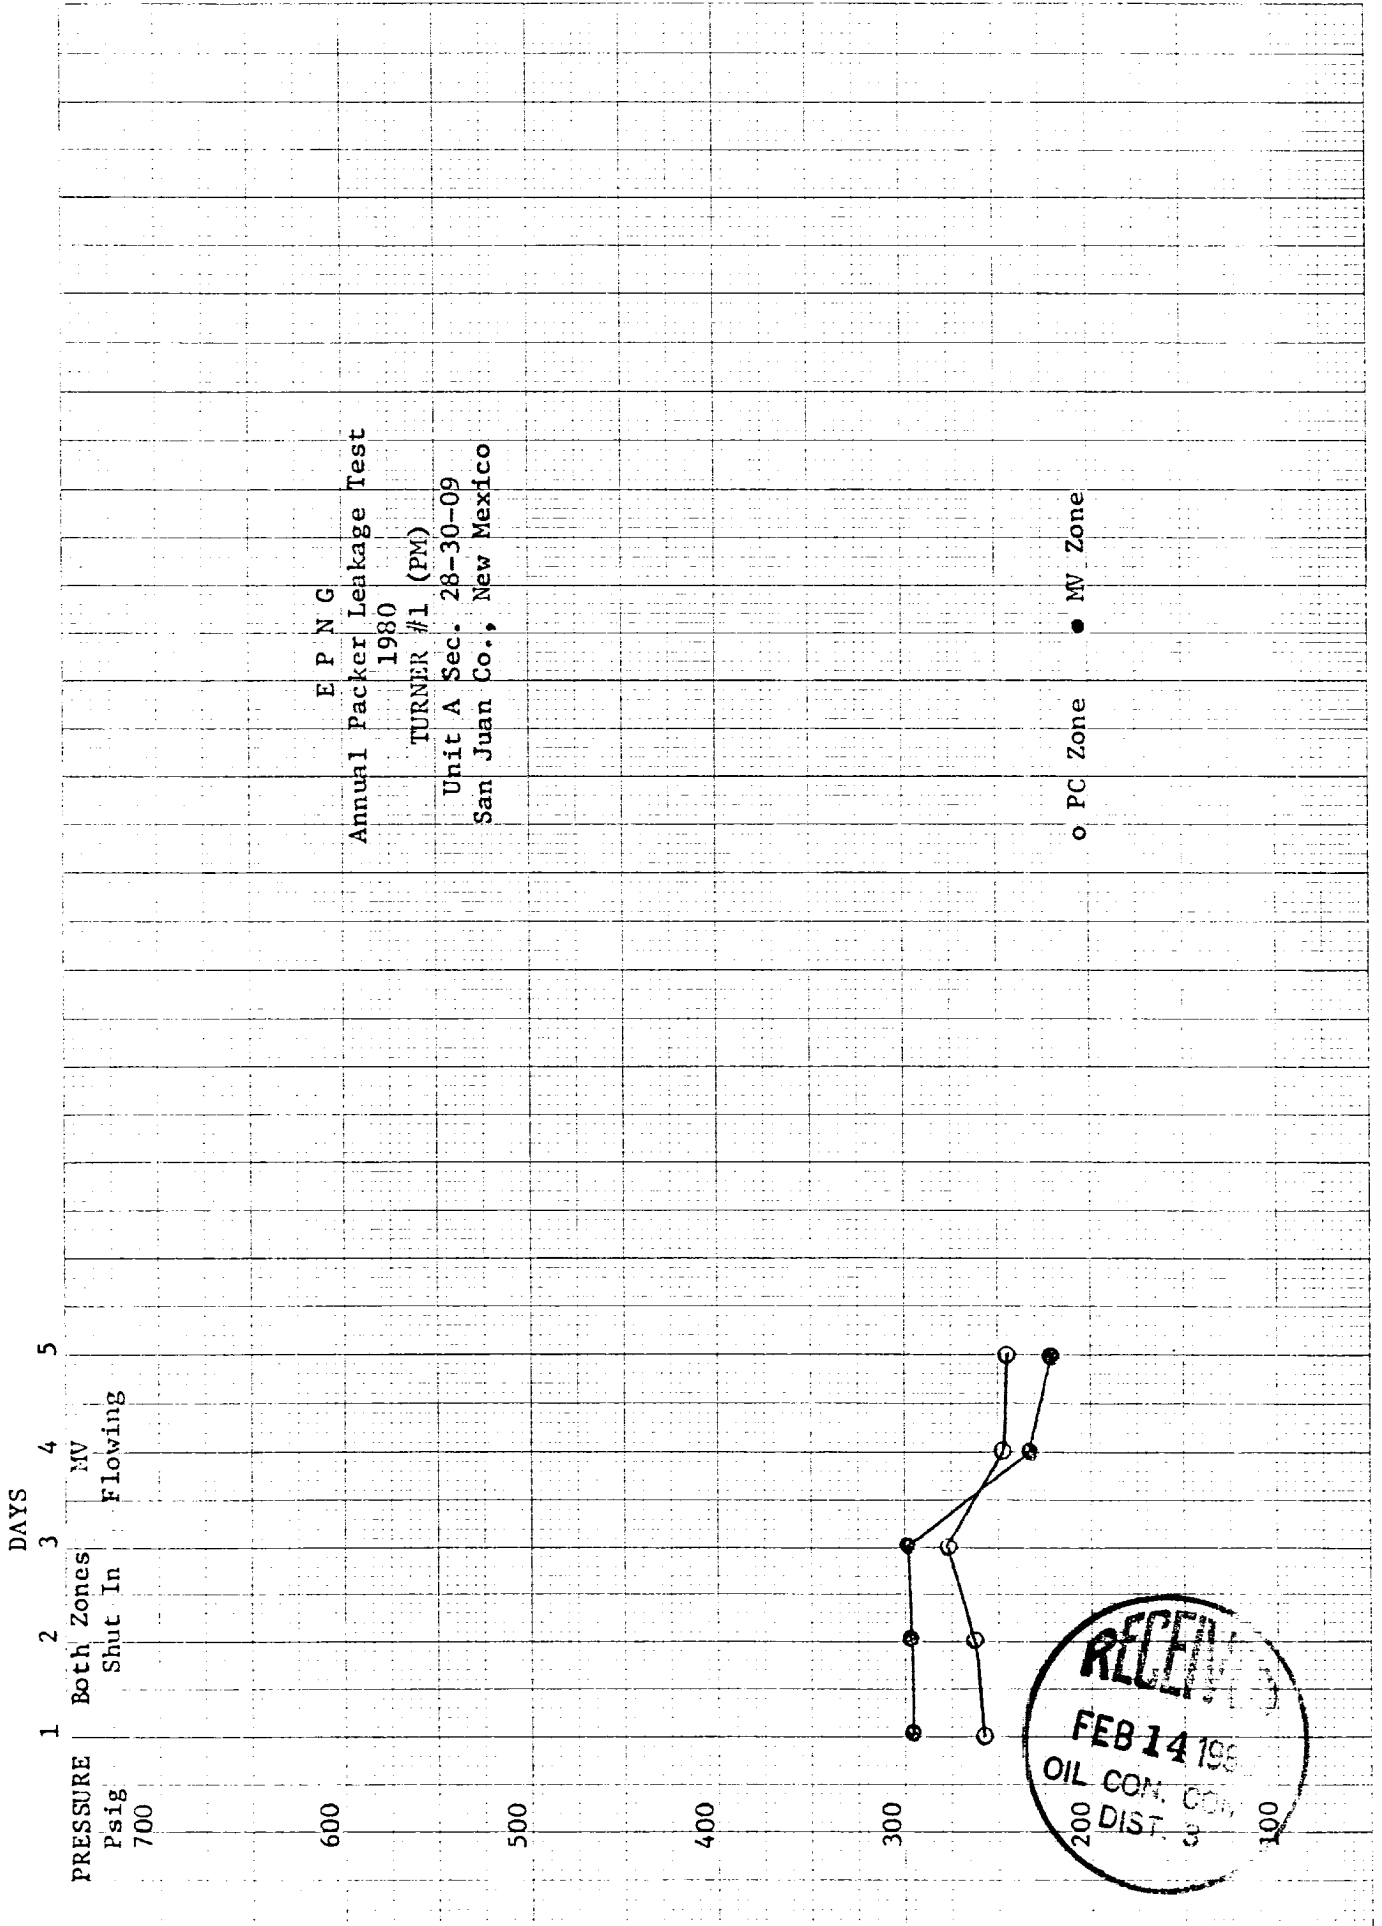 DAYS
1 2 3 4 5
PRESSURE Both Zones MV
Psig Shut In Flowing
700
600
500
400
300
200
100
E P N G
Annual Packer Leakage Test
1980
TURNER #1 (PM)
Unit A Sec. 28-30-09
San Juan Co., New Mexico
o PC Zone ● MV Zone
FEB 14
OIL CON.
DIST.